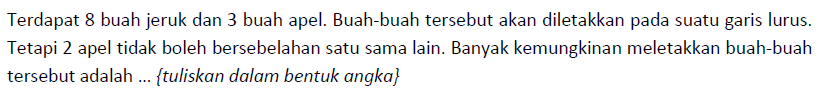 Terdapat 8 buah jeruk dan 3 buah apel. Buah-buah tersebut akan diletakkan pada suatu garis lurus.
Tetapi 2 apel tidak boleh bersebelahan satu sama lain. Banyak kemungkinan meletakkan buah-buah
tersebut adalah ... {tuliskan dalam bentuk angka}